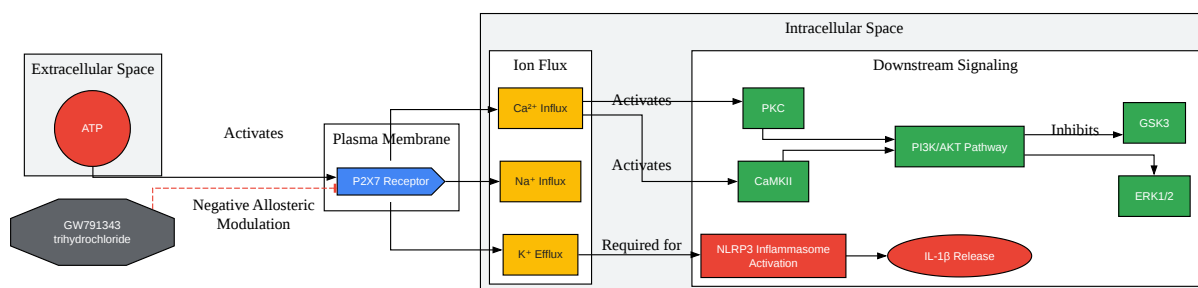 Intracellular Space
Extracellular Space
ATP
Activates
Plasma Membrane
P2X7 Receptor
GW791343
trihydrochloride
Negative Allosteric
Modulation
Ion Flux
Ca²⁺ Influx
Na⁺ Influx
K⁺ Efflux
Activates
Activates
Required for
Downstream Signaling
PKC
CaMKII
PI3K/AKT Pathway
Inhibits
GSK3
ERK1/2
NLRP3 Inflammasome
Activation
IL-1β Release